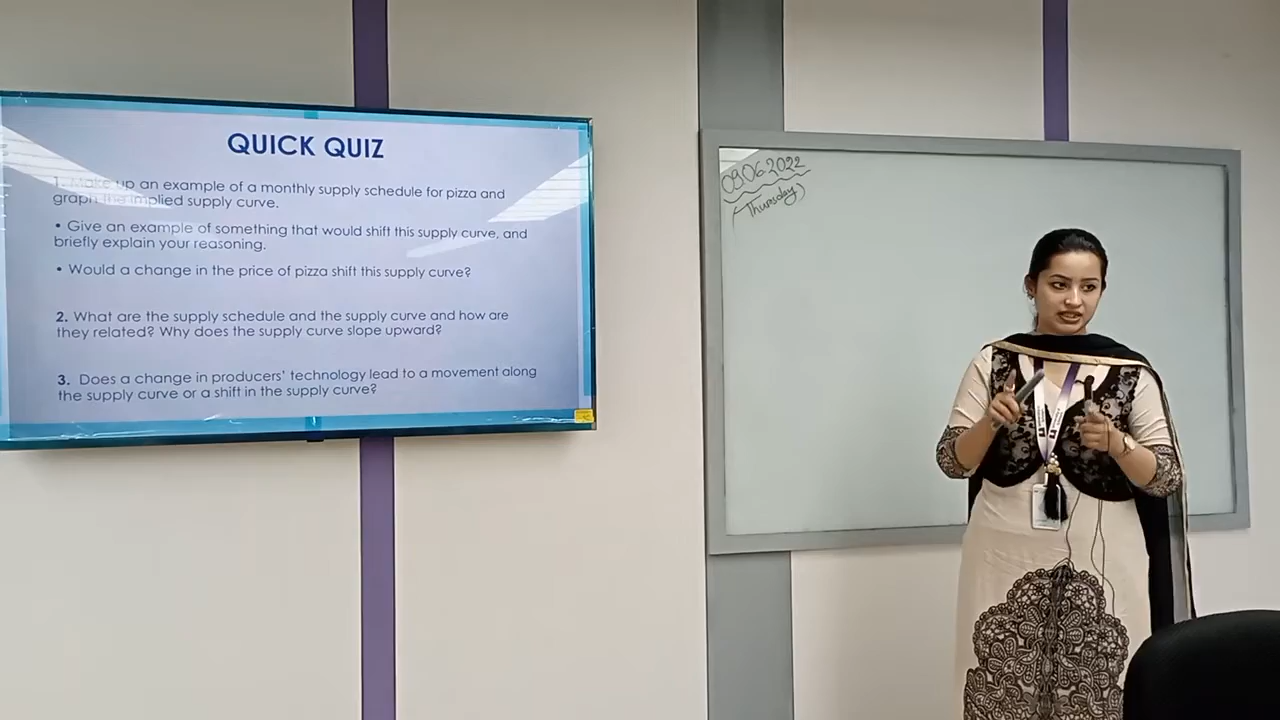 QUICK QUIZ
1. Make up an example of a monthly supply schedule for pizza and
graph the implied supply curve.
• Give an example of something that would shift this supply curve, and
briefly explain your reasoning.
• Would a change in the price of pizza shift this supply curve?
2. What are the supply schedule and the supply curve and how are
they related? Why does the supply curve slope upward?
3. Does a change in producers’ technology lead to a movement along
the supply curve or a shift in the supply curve?
09.06.2022
(Thursday)